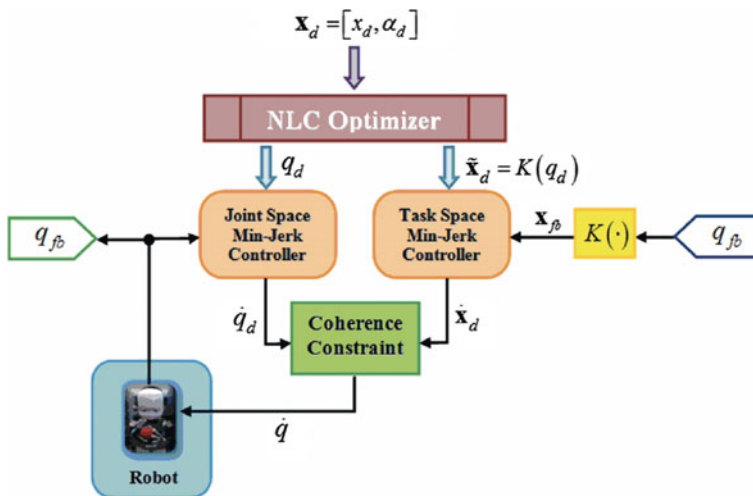 𝐱_d = [x_d, α_d]
NLC Optimizer
q_d
𝐱̃_d = K(q_d)
Joint Space
Min-Jerk
Controller
Task Space
Min-Jerk
Controller
q_fb
𝐱_fb
K(·)
q_fb
q̇_d
Coherence
Constraint
𝐱̇_d
q̇
Robot